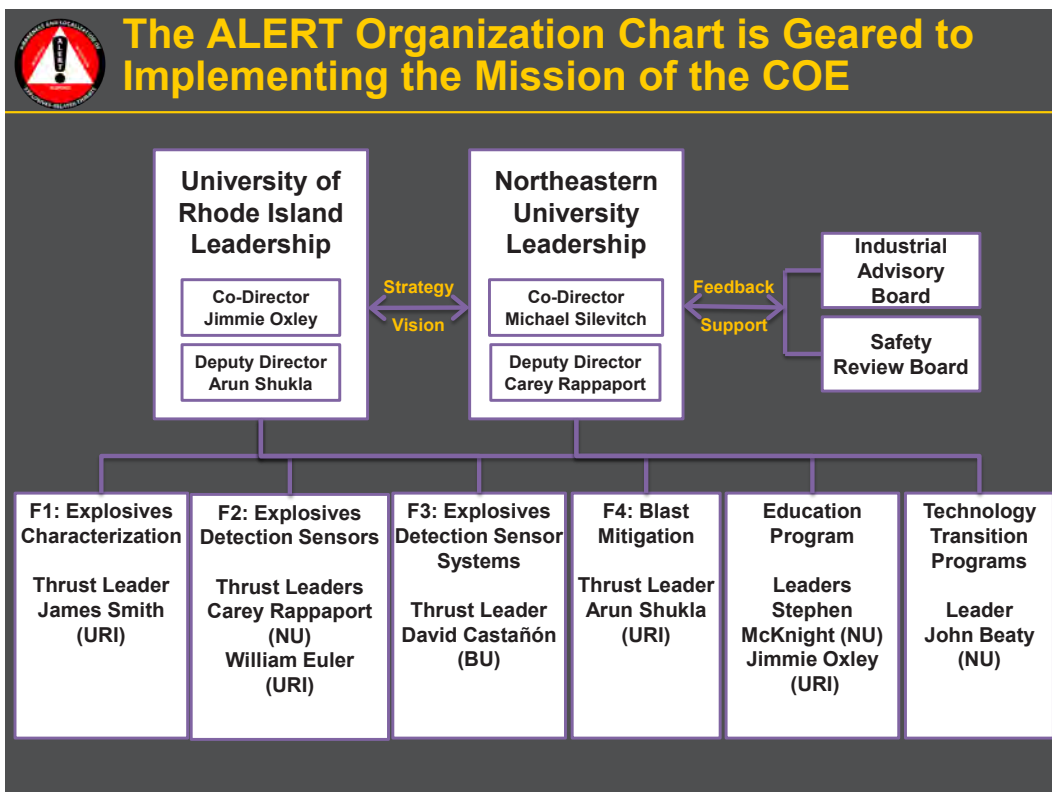 The ALERT Organization Chart is Geared to
Implementing the Mission of the COE
ALERT
University of
Rhode Island
Leadership
Co-Director
Jimmie Oxley
Deputy Director
Arun Shukla
Strategy
Vision
Northeastern
University
Leadership
Co-Director
Michael Silevitch
Deputy Director
Carey Rappaport
Feedback
Support
Industrial
Advisory
Board
Safety
Review Board
F1: Explosives
Characterization
Thrust Leader
James Smith
(URI)
F2: Explosives
Detection Sensors
Thrust Leaders
Carey Rappaport
(NU)
William Euler
(URI)
F3: Explosives
Detection Sensor
Systems
Thrust Leader
David Castañón
(BU)
F4: Blast
Mitigation
Thrust Leader
Arun Shukla
(URI)
Education
Program
Leaders
Stephen
McKnight (NU)
Jimmie Oxley
(URI)
Technology
Transition
Programs
Leader
John Beaty
(NU)